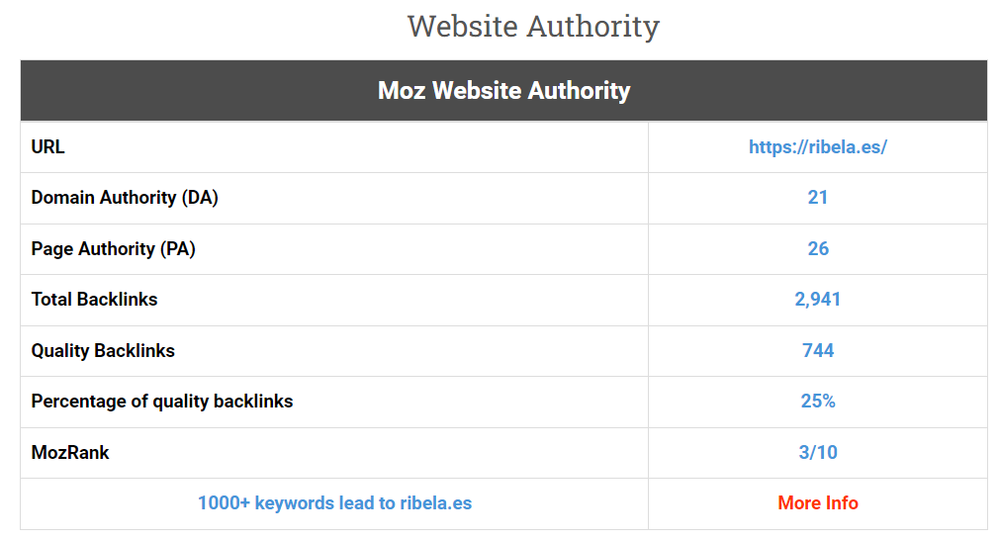 Website Authority
Moz Website Authority
URL https://ribela.es/
Domain Authority (DA) 21
Page Authority (PA) 26
Total Backlinks 2,941
Quality Backlinks 744
Percentage of quality backlinks 25%
MozRank 3/10
1000+ keywords lead to ribela.es More Info